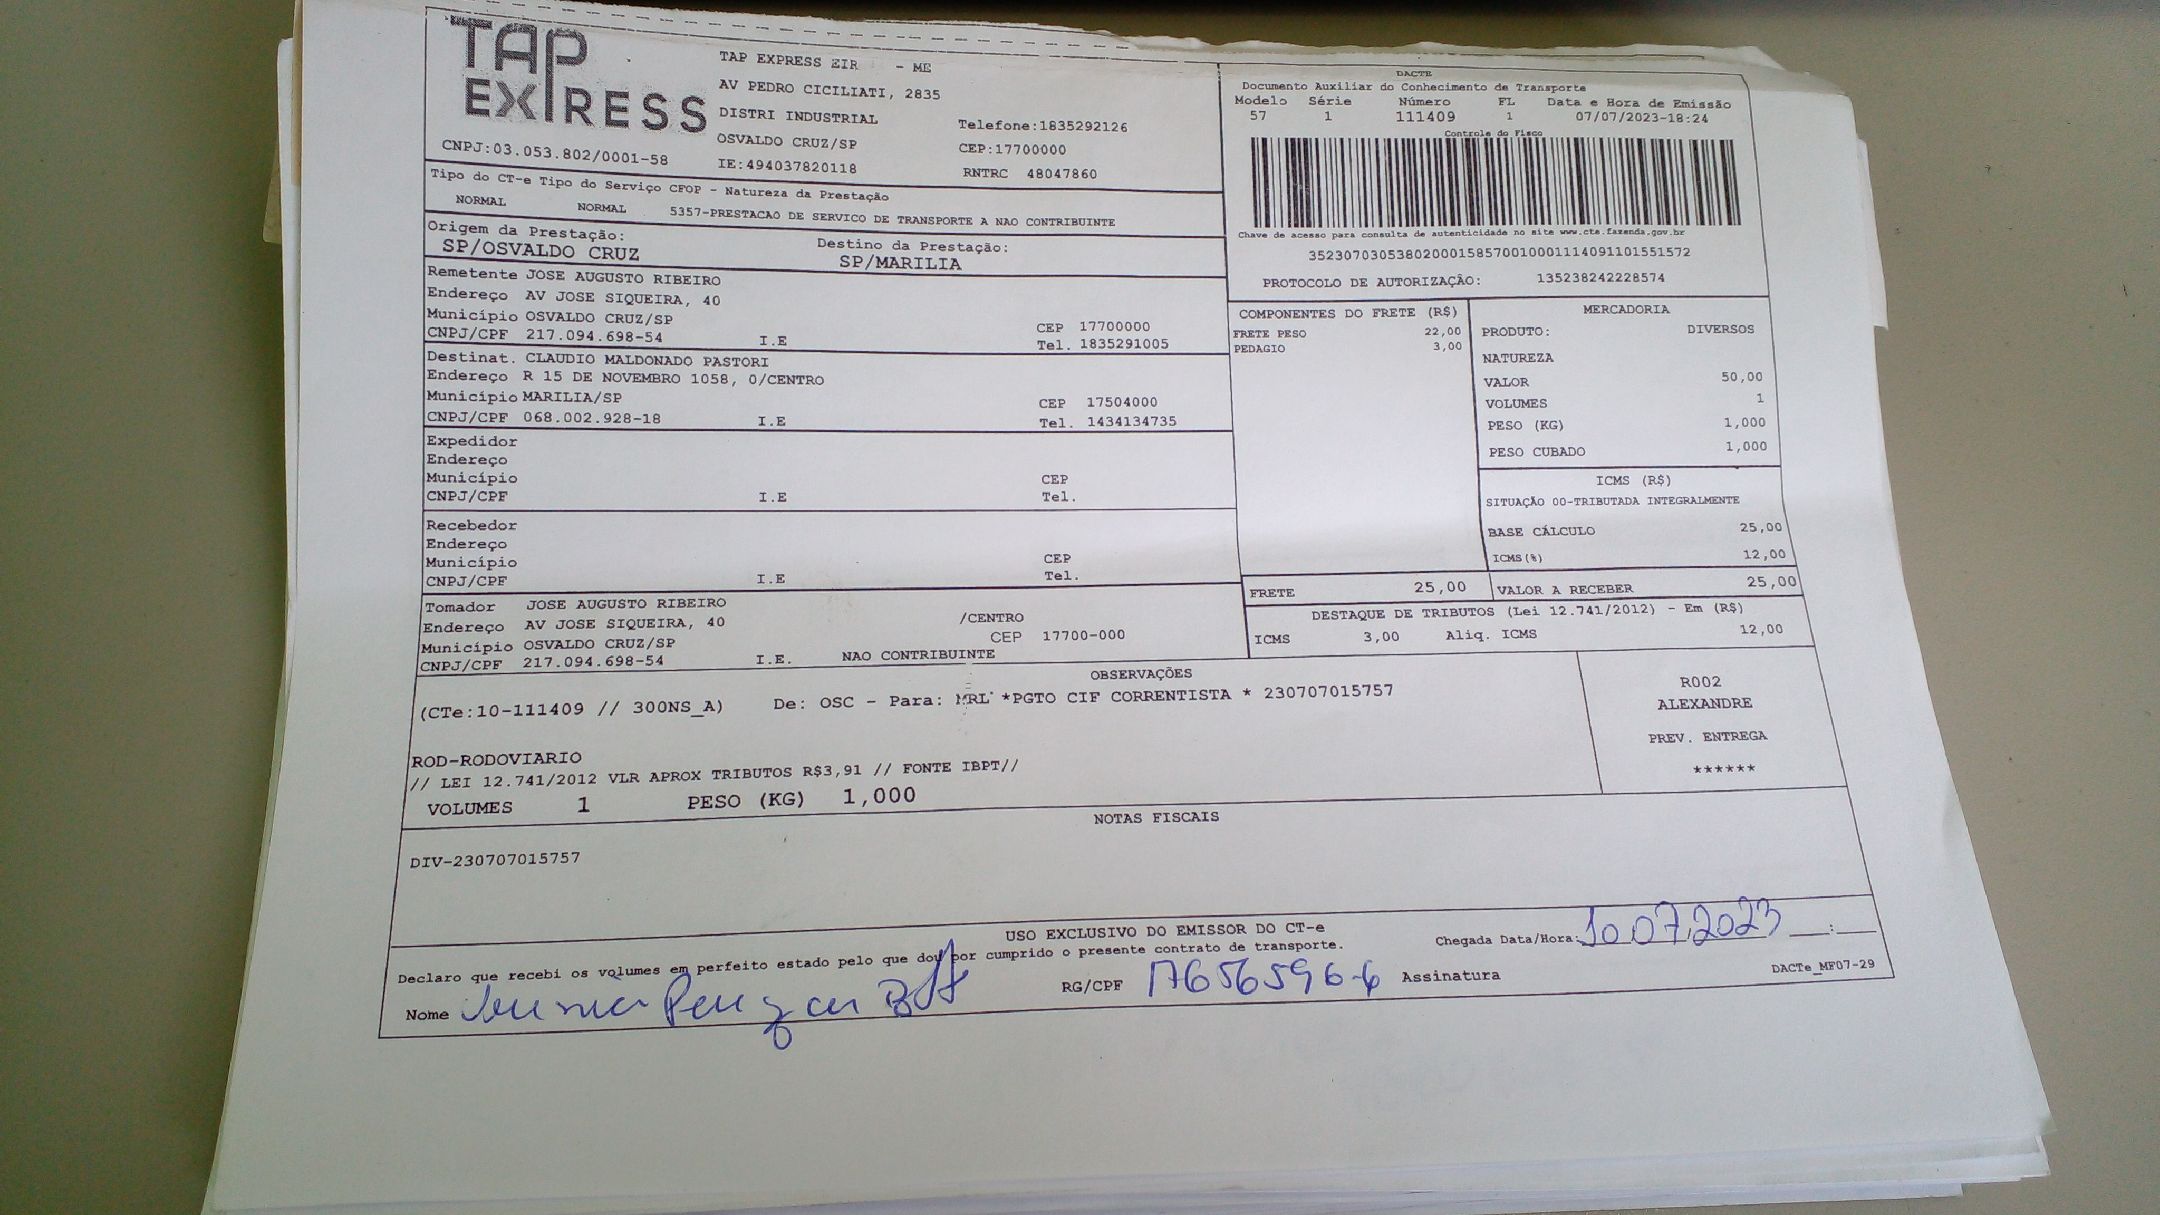 TAP
EXPRESS
TAP EXPRESS EIR - ME
AV PEDRO CICILIATI, 2835
DISTRI INDUSTRIAL
Telefone:1835292126
OSVALDO CRUZ/SP
CEP:17700000
CNPJ:03.053.802/0001-58
IE:494037820118
RNTRC 48047860
DACTE
Documento Auxiliar do Conhecimento de Transporte
Modelo Série Número FL Data e Hora de Emissão
57 1 111409 1 07/07/2023-18:24
Controle do Fisco
Chave de acesso para consulta de autenticidade no site www.cte.fazenda.gov.br
35230703053802000158570010001114091101551572
PROTOCOLO DE AUTORIZAÇÃO: 135238242228574
Tipo do CT-e Tipo do Serviço CFOP - Natureza da Prestação
NORMAL NORMAL 5357-PRESTACAO DE SERVICO DE TRANSPORTE A NAO CONTRIBUINTE
Origem da Prestação: Destino da Prestação:
SP/OSVALDO CRUZ SP/MARILIA
Remetente JOSE AUGUSTO RIBEIRO
Endereço AV JOSE SIQUEIRA, 40
Município OSVALDO CRUZ/SP CEP 17700000
CNPJ/CPF 217.094.698-54 I.E Tel. 1835291005
Destinat. CLAUDIO MALDONADO PASTORI
Endereço R 15 DE NOVEMBRO 1058, 0/CENTRO
Município MARILIA/SP CEP 17504000
CNPJ/CPF 068.002.928-18 I.E Tel. 1434134735
Expedidor
Endereço
Município CEP
CNPJ/CPF I.E Tel.
Recebedor
Endereço
Município CEP
CNPJ/CPF I.E Tel.
Tomador JOSE AUGUSTO RIBEIRO
Endereço AV JOSE SIQUEIRA, 40 /CENTRO
Município OSVALDO CRUZ/SP CEP 17700-000
CNPJ/CPF 217.094.698-54 I.E. NAO CONTRIBUINTE
COMPONENTES DO FRETE (R$)
FRETE PESO 22,00
PEDAGIO 3,00
MERCADORIA
PRODUTO: DIVERSOS
NATUREZA
VALOR 50,00
VOLUMES 1
PESO (KG) 1,000
PESO CUBADO 1,000
ICMS (R$)
SITUAÇÃO 00-TRIBUTADA INTEGRALMENTE
BASE CÁLCULO 25,00
ICMS(%) 12,00
FRETE 25,00 VALOR A RECEBER 25,00
DESTAQUE DE TRIBUTOS (Lei 12.741/2012) - Em (R$)
ICMS 3,00 Aliq. ICMS 12,00
OBSERVAÇÕES
(CTe:10-111409 // 300NS_A) De: OSC - Para: MRL *PGTO CIF CORRENTISTA * 230707015757
ROD-RODOVIARIO
// LEI 12.741/2012 VLR APROX TRIBUTOS R$3,91 // FONTE IBPT//
VOLUMES 1 PESO (KG) 1,000
R002
ALEXANDRE
PREV. ENTREGA
******
NOTAS FISCAIS
DIV-230707015757
USO EXCLUSIVO DO EMISSOR DO CT-e
Declaro que recebi os volumes em perfeito estado pelo que dou por cumprido o presente contrato de transporte.
Chegada Data/Hora: 10 07 2023 __:__
Nome
RG/CPF 17656596-6 Assinatura
DACTe_MF07-29